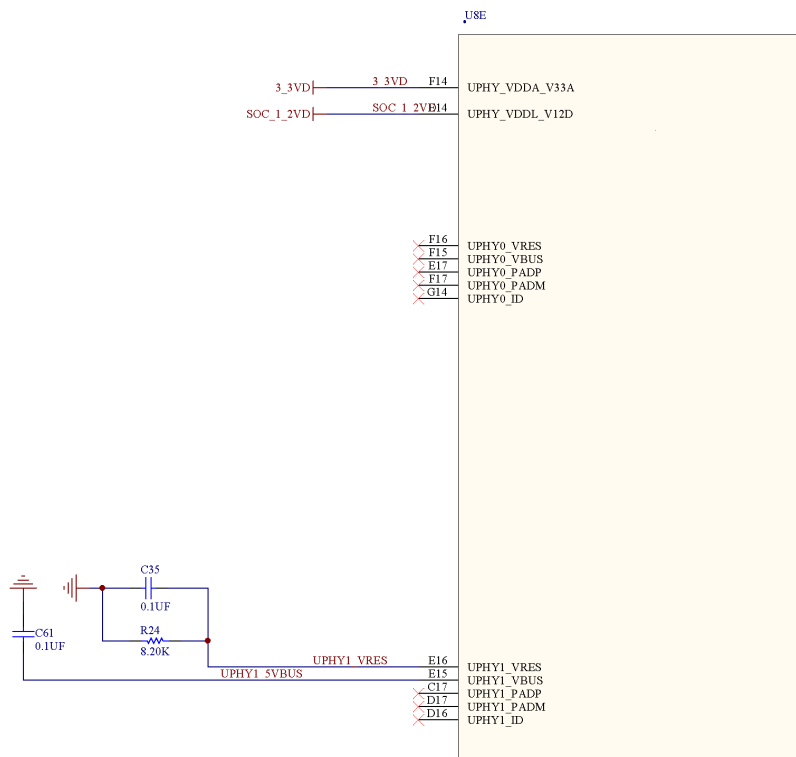 U8E
3_3VD 3_3VD F14 UPHY_VDDA_V33A
SOC_1_2VD SOC_1_2VD E14 UPHY_VDDL_V12D
F16 UPHY0_VRES
F15 UPHY0_VBUS
E17 UPHY0_PADP
F17 UPHY0_PADM
G14 UPHY0_ID
C35
0.1UF
C61
0.1UF
R24
8.20K
UPHY1_VRES E16 UPHY1_VRES
UPHY1_5VBUS E15 UPHY1_VBUS
C17 UPHY1_PADP
D17 UPHY1_PADM
D16 UPHY1_ID